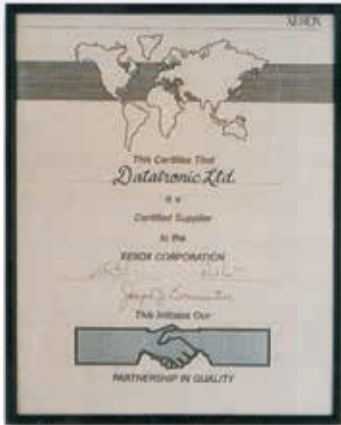 XEROX
This Certifies That
Datatronic Ltd.
is a
Certified Supplier
to the
XEROX CORPORATION
This Initiates Our
PARTNERSHIP IN QUALITY